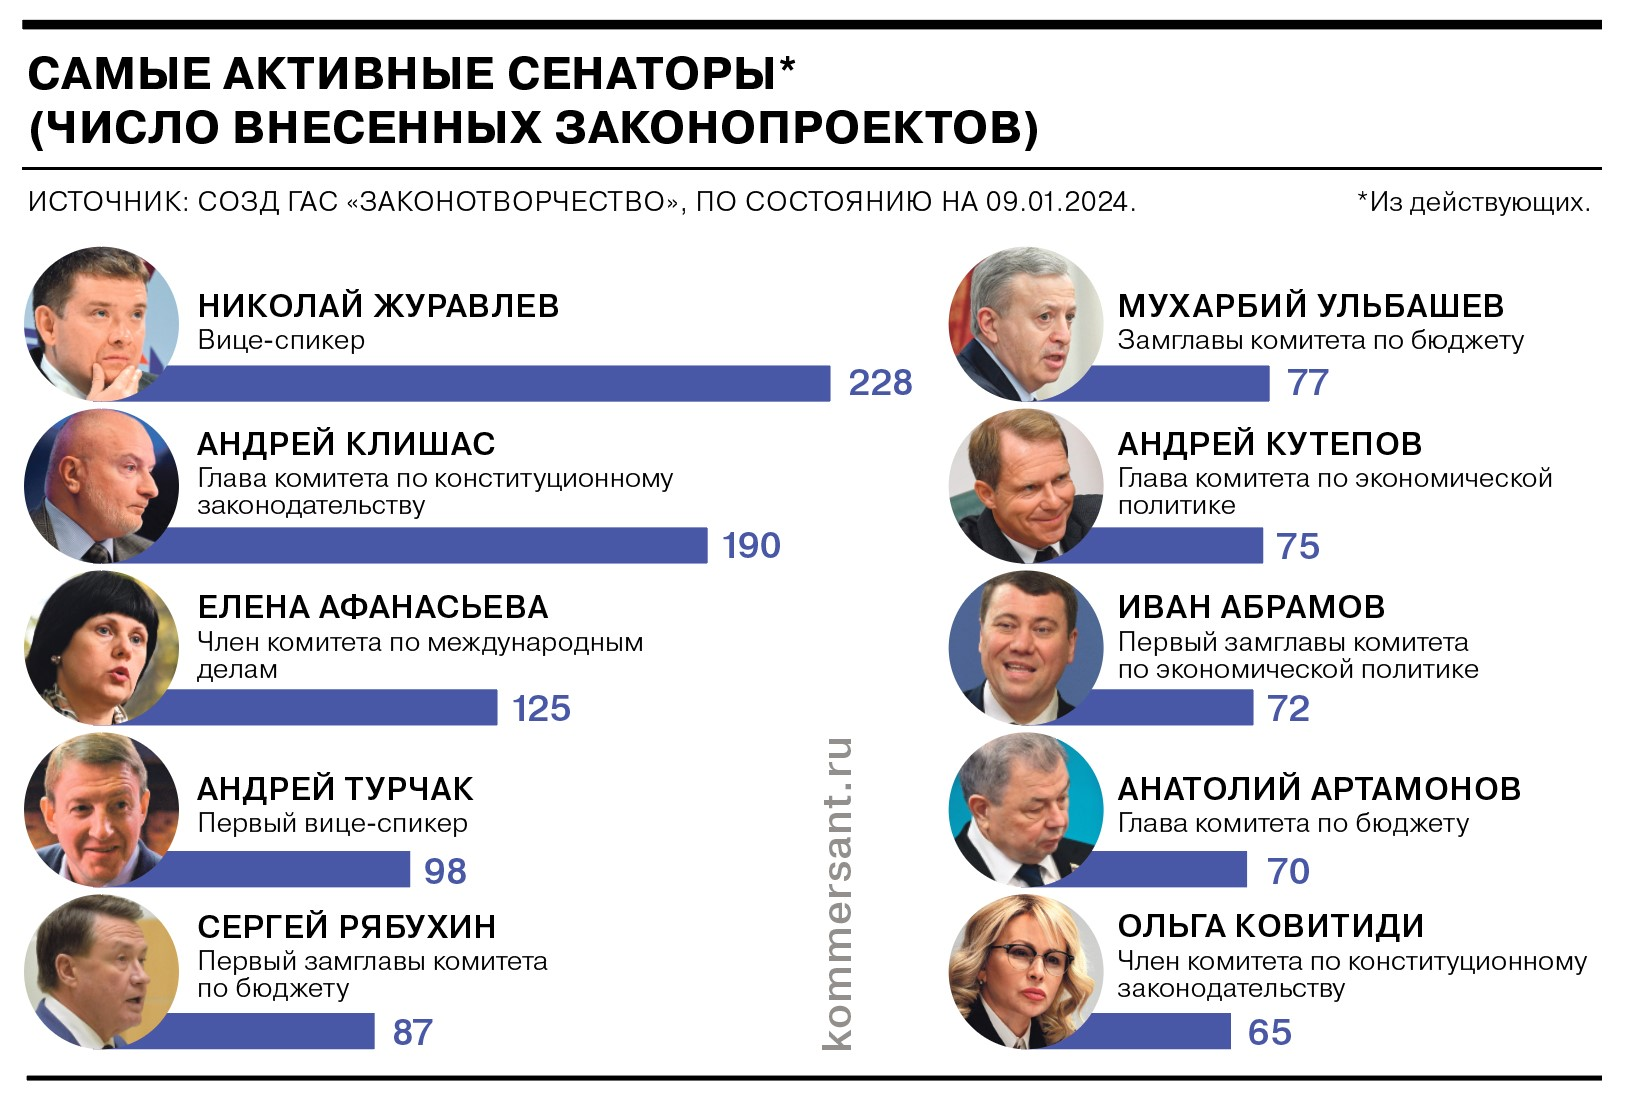 САМЫЕ АКТИВНЫЕ СЕНАТОРЫ*
(ЧИСЛО ВНЕСЕННЫХ ЗАКОНОПРОЕКТОВ)
ИСТОЧНИК: СОЗД ГАС «ЗАКОНОТВОРЧЕСТВО», ПО СОСТОЯНИЮ НА 09.01.2024.
*Из действующих.
НИКОЛАЙ ЖУРАВЛЕВ
Вице-спикер
228
АНДРЕЙ КЛИШАС
Глава комитета по конституционному
законодательству
190
ЕЛЕНА АФАНАСЬЕВА
Член комитета по международным
делам
125
АНДРЕЙ ТУРЧАК
Первый вице-спикер
98
СЕРГЕЙ РЯБУХИН
Первый замглавы комитета
по бюджету
87
kommersant.ru
МУХАРБИЙ УЛЬБАШЕВ
Замглавы комитета по бюджету
77
АНДРЕЙ КУТЕПОВ
Глава комитета по экономической
политике
75
ИВАН АБРАМОВ
Первый замглавы комитета
по экономической политике
72
АНАТОЛИЙ АРТАМОНОВ
Глава комитета по бюджету
70
ОЛЬГА КОВИТИДИ
Член комитета по конституционному
законодательству
65